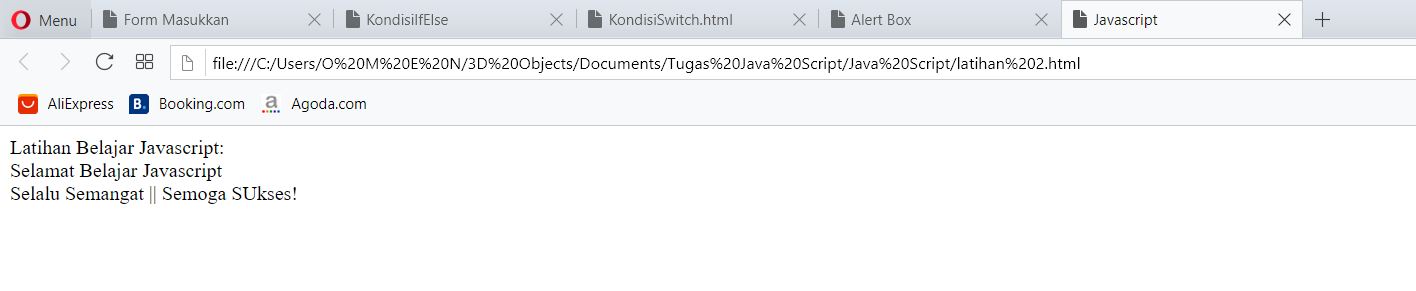 Menu Form Masukkan KondisiIfElse KondisiSwitch.html Alert Box Javascript
file:///C:/Users/O%20M%20E%20N/3D%20Objects/Documents/Tugas%20Java%20Script/Java%20Script/latihan%202.html
AliExpress B. Booking.com a Agoda.com
Latihan Belajar Javascript:
Selamat Belajar Javascript
Selalu Semangat || Semoga SUkses!